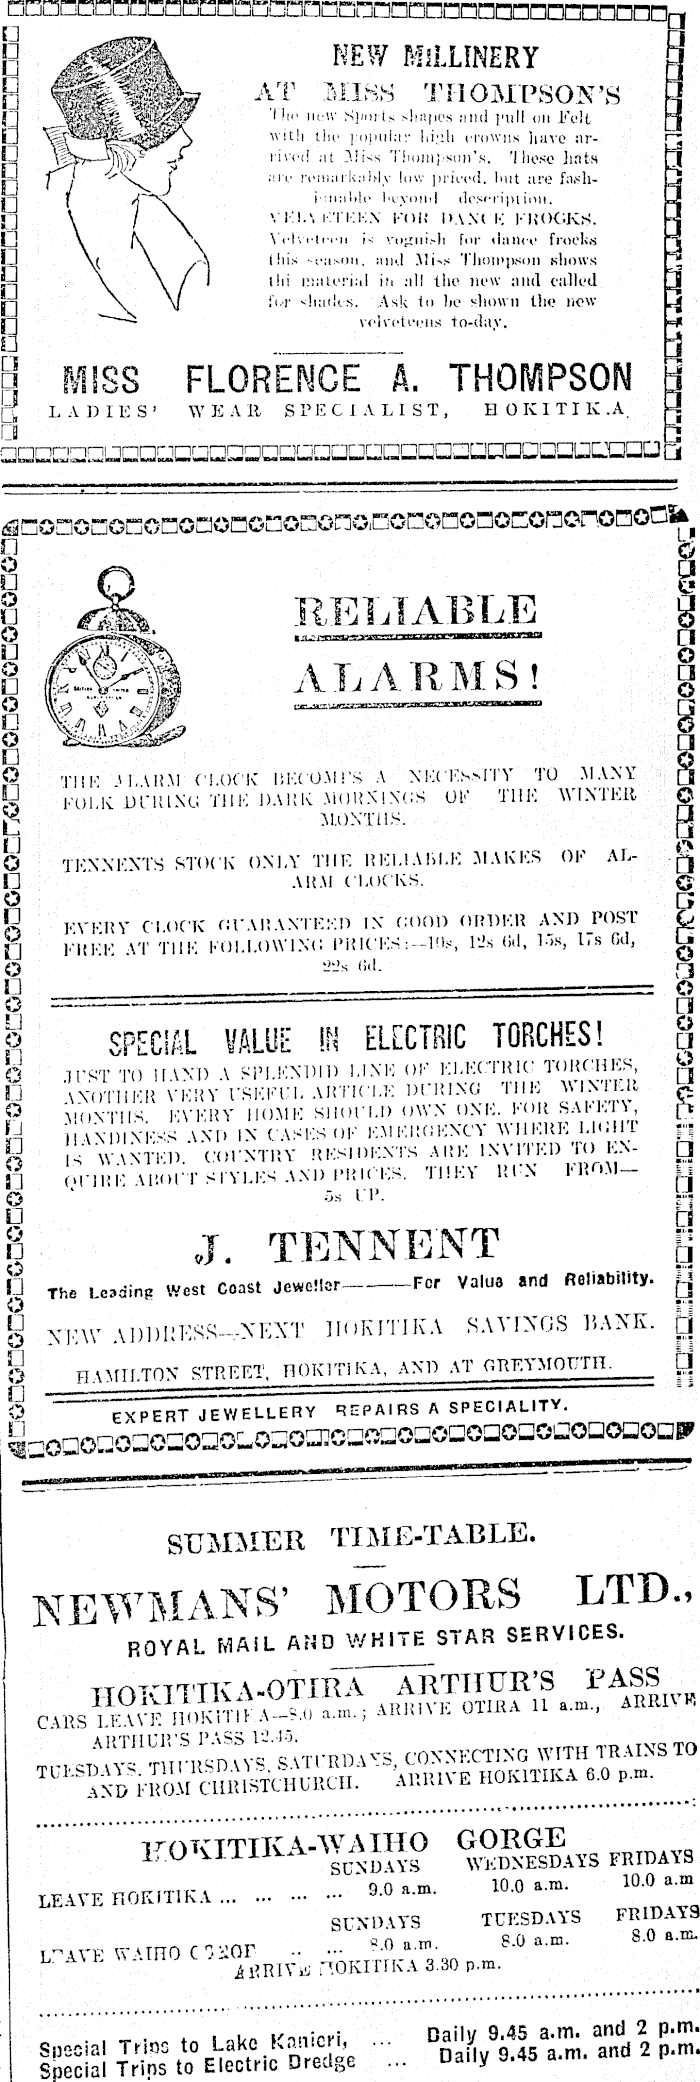 NEW MILLINERY
AT MISS THOMPSON'S
The new Sports shapes and pull on Felt
with the popular high crowns have ar-
rived at Miss Thompson's. These hats
are remarkably low priced, but are fash-
ionable beyond description.
VELVETEEN FOR DANCE FROCKS.
Velveteen is voguish for dance frocks
this season, and Miss Thompson shows
thi material in all the new and called
for shades. Ask to be shown the new
velveteens to-day.
MISS FLORENCE A. THOMPSON
LADIES' WEAR SPECIALIST, HOKITIKA.
RELIABLE
ALARMS!
THE ALARM CLOCK BECOMES A NECESSITY TO MANY
FOLK DURING THE DARK MORNINGS OF THE WINTER
MONTHS.
TENNENTS STOCK ONLY THE RELIABLE MAKES OF AL-
ARM CLOCKS.
EVERY CLOCK GUARANTEED IN GOOD ORDER AND POST
FREE AT THE FOLLOWING PRICES:—10s, 12s 6d, 15s, 17s 6d,
22s 6d.
SPECIAL VALUE IN ELECTRIC TORCHES!
JUST TO HAND A SPLENDID LINE OF ELECTRIC TORCHES,
ANOTHER VERY USEFUL ARTICLE DURING THE WINTER
MONTHS. EVERY HOME SHOULD OWN ONE. FOR SAFETY,
HANDINESS AND IN CASES OF EMERGENCY WHERE LIGHT
IS WANTED. COUNTRY RESIDENTS ARE INVITED TO EN-
QUIRE ABOUT STYLES AND PRICES. THEY RUN FROM—
5s UP.
J. TENNENT
The Leading West Coast Jeweller———For Value and Reliability.
NEW ADDRESS—NEXT HOKITIKA SAVINGS BANK.
HAMILTON STREET, HOKITIKA, AND AT GREYMOUTH.
EXPERT JEWELLERY REPAIRS A SPECIALITY.
SUMMER TIME-TABLE.
NEWMANS' MOTORS LTD.,
ROYAL MAIL AND WHITE STAR SERVICES.
HOKITIKA-OTIRA ARTHUR'S PASS
CARS LEAVE HOKITIKA—8.0 a.m.; ARRIVE OTIRA 11 a.m., ARRIVE
ARTHUR'S PASS 12.45.
TUESDAYS, THURSDAYS, SATURDAYS, CONNECTING WITH TRAINS TO
AND FROM CHRISTCHURCH. ARRIVE HOKITIKA 6.0 p.m.
HOKITIKA-WAIHO GORGE
SUNDAYS WEDNESDAYS FRIDAYS
LEAVE HOKITIKA ... ... ... ... ... 9.0 a.m. 10.0 a.m. 10.0 a.m
SUNDAYS TUESDAYS FRIDAYS
LEAVE WAIHO GORGE .. ... 8.0 a.m. 8.0 a.m. 8.0 a.m.
ARRIVE HOKITIKA 3.30 p.m.
Special Trips to Lake Kanieri, ... Daily 9.45 a.m. and 2 p.m.
Special Trips to Electric Dredge ... Daily 9.45 a.m. and 2 p.m.